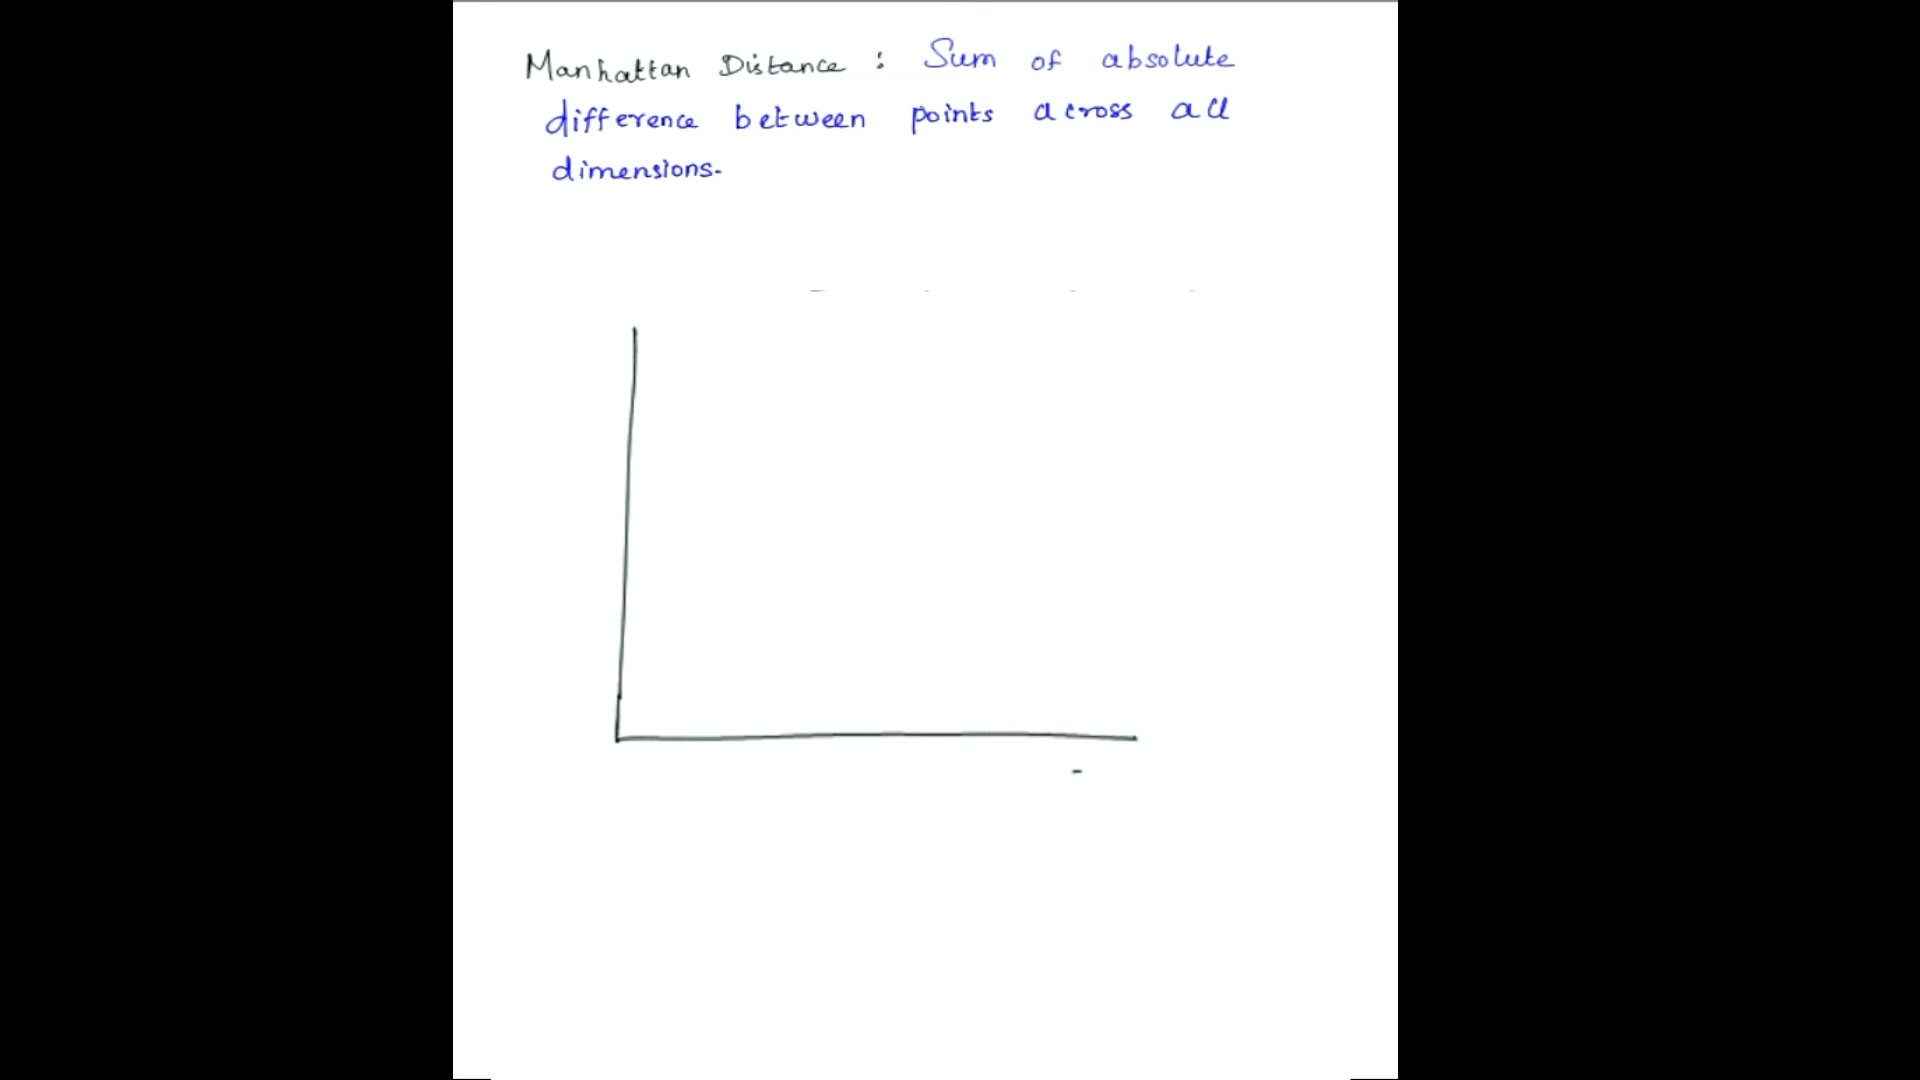 Manhattan Distance : Sum of absolute
difference between points across all
dimensions.